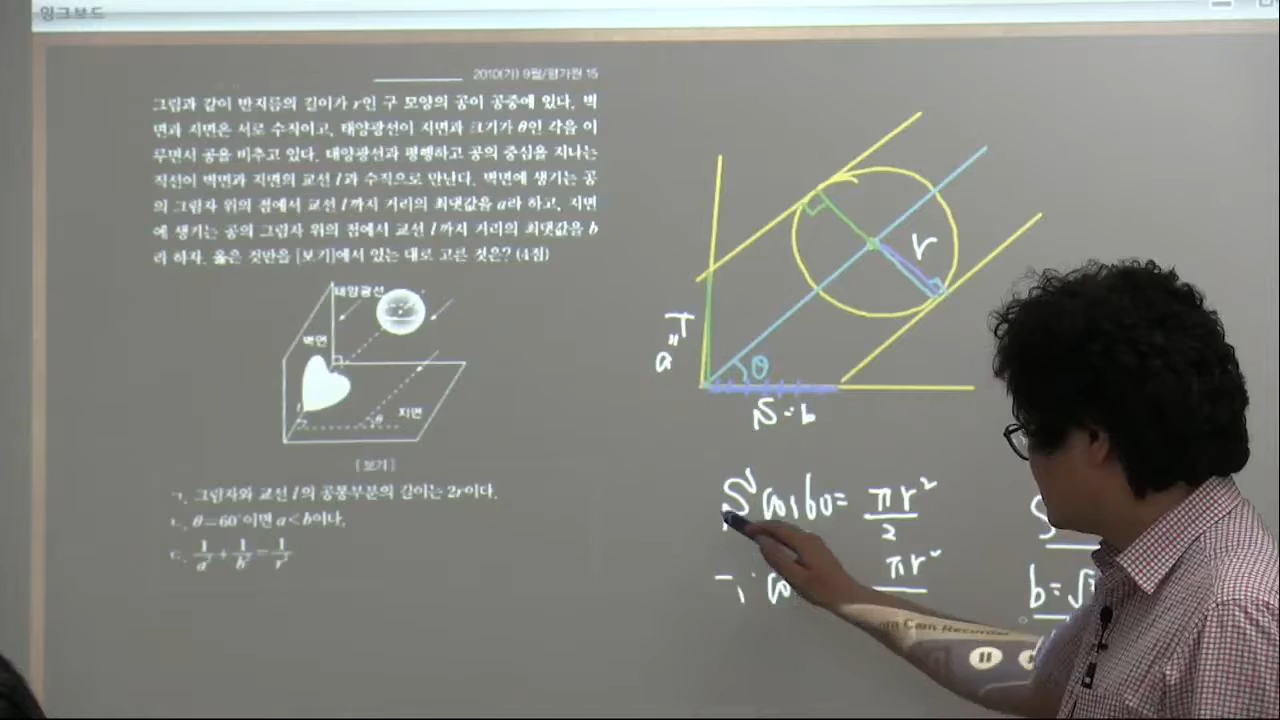 잉크보드
2010(가) 9월/평가원 15
그림과 같이 반지름의 길이가 r인 구 모양의 공이 공중에 있다. 벽
면과 지면은 서로 수직이고, 태양광선이 지면과 크기가 θ인 각을 이
루면서 공을 비추고 있다. 태양광선과 평행하고 공의 중심을 지나는
직선이 벽면과 지면의 교선 l과 수직으로 만난다. 벽면에 생기는 공
의 그림자 위의 점에서 교선 l까지 거리의 최댓값을 a라 하고, 지면
에 생기는 공의 그림자 위의 점에서 교선 l까지 거리의 최댓값을 b
라 하자. 옳은 것만을 [보기]에서 있는 대로 고른 것은? (4점)
태양광선
벽면
지면
θ
l
[보기]
ㄱ. 그림자와 교선 l의 공통부분의 길이는 2r이다.
ㄴ. θ=60°이면 a<b이다.
ㄷ. 1/a² + 1/b² = 1/r²
r
θ
T
=
a
S=b
S cos60 = πr²/2
πr²
S
b=√
Cam Recorder